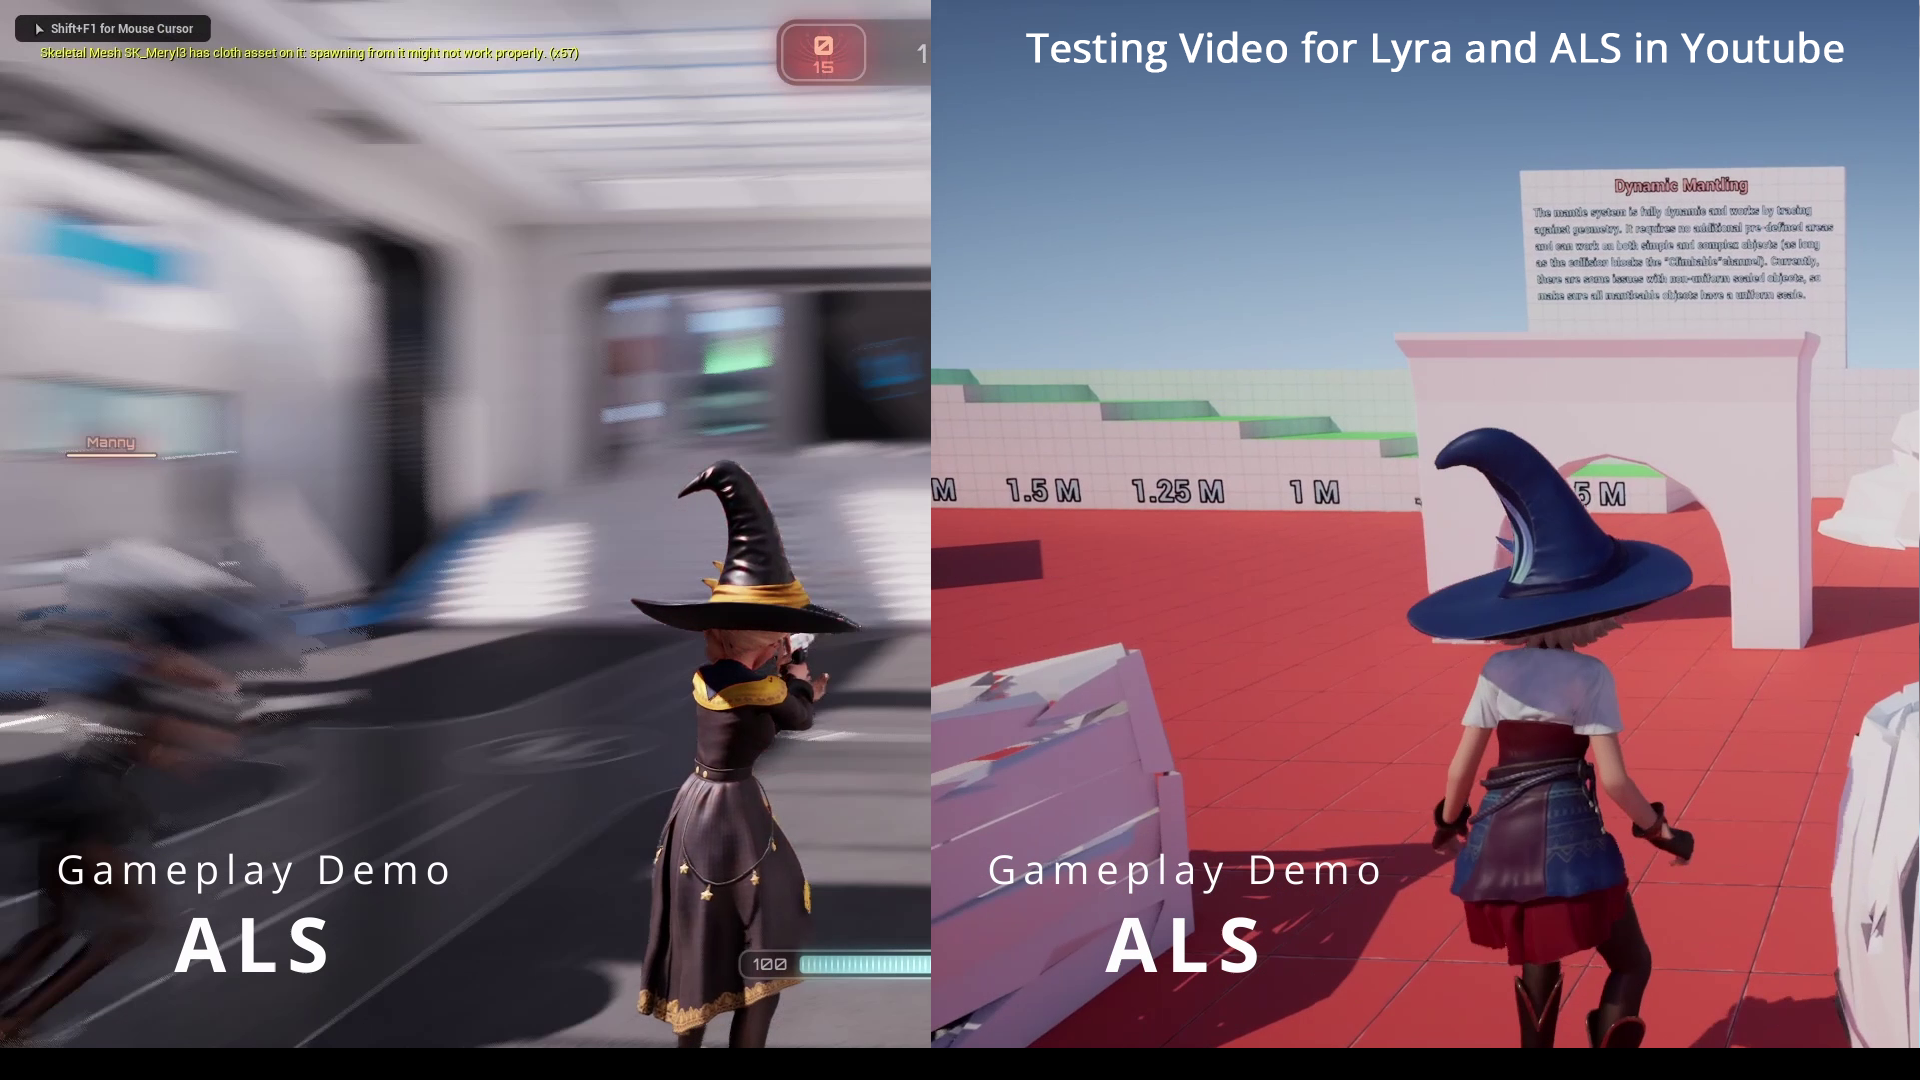 Shift+F1 for Mouse Cursor
Skeletal Mesh SK_Meryl3 has cloth asset on it: spawning from it might not work properly. (x57)
0
15
1
Manny
Gameplay Demo
ALS
100
Testing Video for Lyra and ALS in Youtube
Dynamic Mantling
The mantle system is fully dynamic and works by tracing
against geometry. It requires no additional pre-defined areas
and can work on both simple and complex objects (as long
as the collision blocks the "Climbable"channel). Currently,
there are some issues with non-uniform scaled objects, so
make sure all mantleable objects have a uniform scale.
M 1.5 M 1.25 M 1 M 5 M
Gameplay Demo
ALS